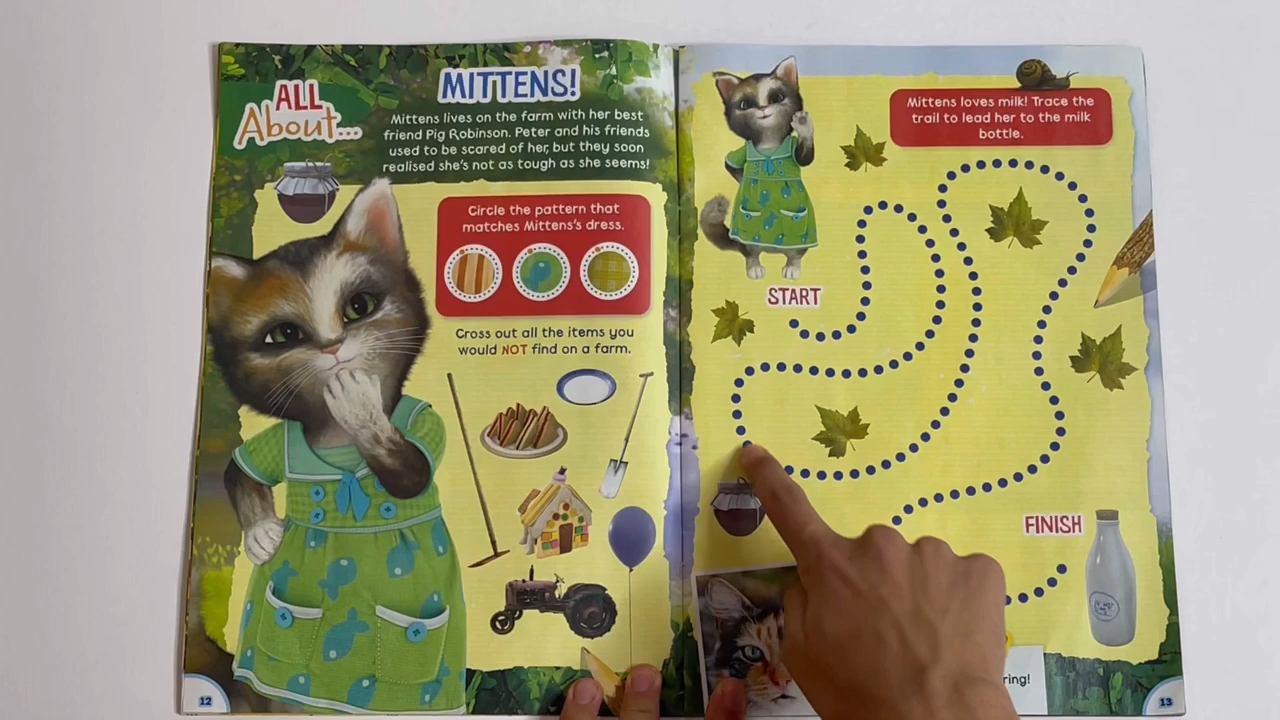 ALL
About...
MITTENS!
Mittens lives on the farm with her best
friend Pig Robinson. Peter and his friends
used to be scared of her, but they soon
realised she's not as tough as she seems!
Circle the pattern that
matches Mittens's dress.
Cross out all the items you
would NOT find on a farm.
12
Mittens loves milk! Trace the
trail to lead her to the milk
bottle.
START
FINISH
13